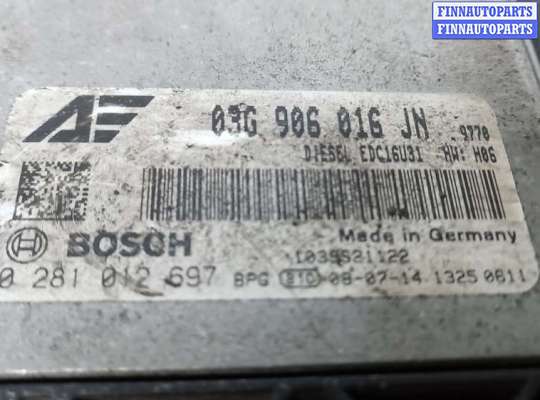 FINNAUTOPARTS
FINNAUTOPARTS
03G 906 016 JN 9770
DIESEL EDC16U31 HW: H06
BOSCH
Made in Germany
1039S21122
0 281 012 697 BPG 310 08-07-14 1325 0811